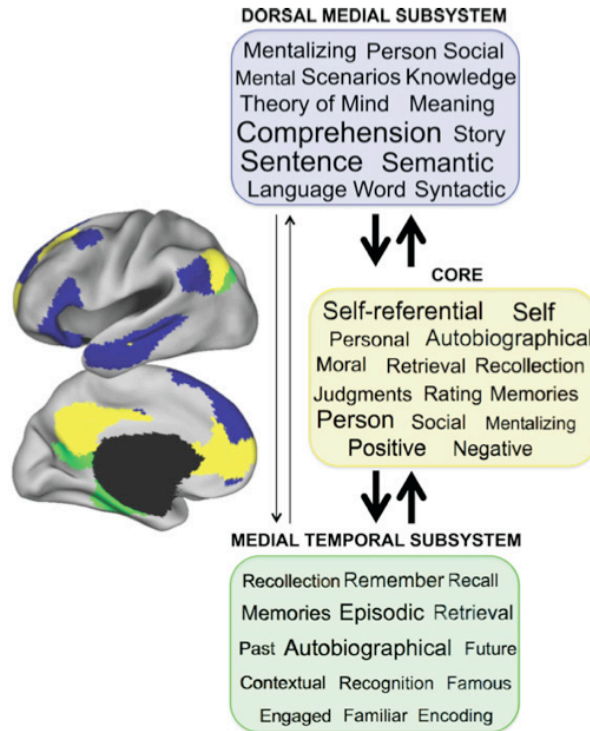 DORSAL MEDIAL SUBSYSTEM
Mentalizing Person Social
Mental Scenarios Knowledge
Theory of Mind Meaning
Comprehension Story
Sentence Semantic
Language Word Syntactic
CORE
Self-referential Self
Personal Autobiographical
Moral Retrieval Recollection
Judgments Rating Memories
Person Social Mentalizing
Positive Negative
MEDIAL TEMPORAL SUBSYSTEM
Recollection Remember Recall
Memories Episodic Retrieval
Past Autobiographical Future
Contextual Recognition Famous
Engaged Familiar Encoding